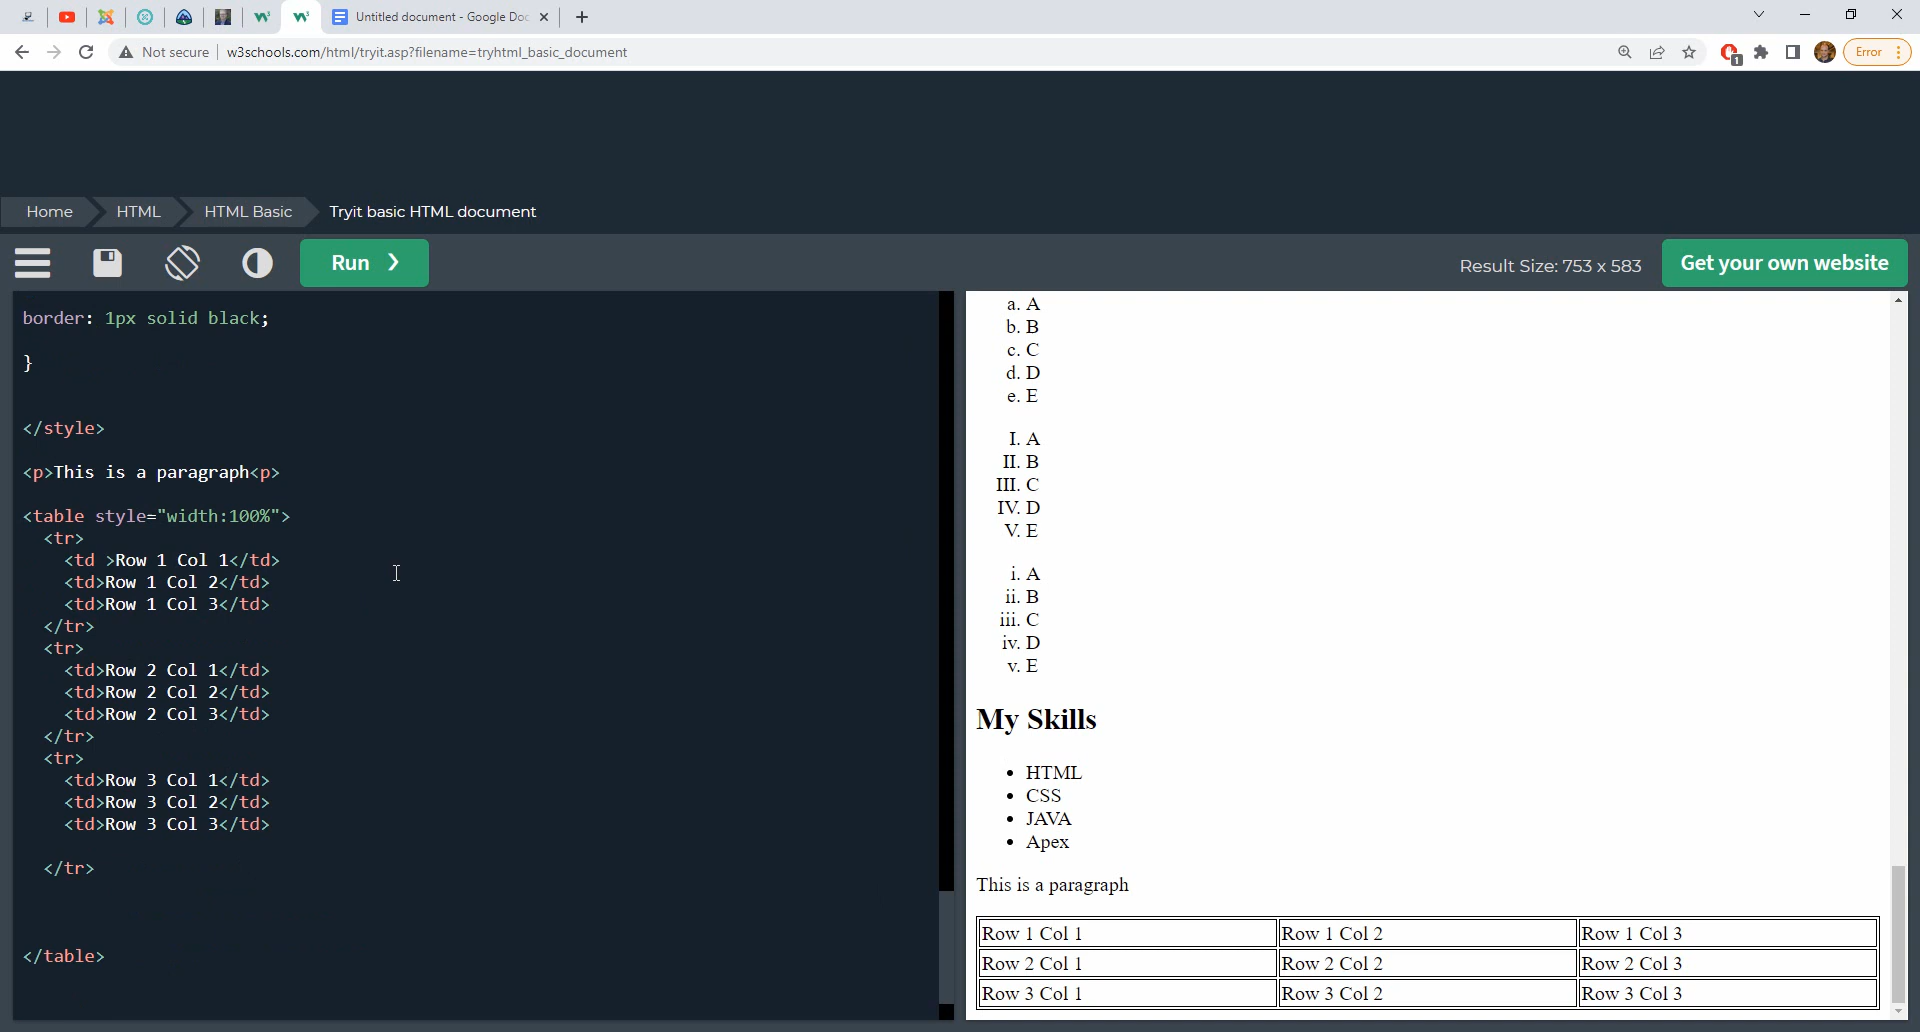 Untitled document - Google Doc
Not secure
w3schools.com/html/tryit.asp?filename=tryhtml_basic_document
1
Error
Home
HTML
HTML Basic
Tryit basic HTML document
Run ❯
Result Size: 753 x 583
Get your own website
border: 1px solid black;
}
</style>
<p>This is a paragraph<p>
<table style="width:100%">
<tr>
<td >Row 1 Col 1</td>
<td>Row 1 Col 2</td>
<td>Row 1 Col 3</td>
</tr>
<tr>
<td>Row 2 Col 1</td>
<td>Row 2 Col 2</td>
<td>Row 2 Col 3</td>
</tr>
<tr>
<td>Row 3 Col 1</td>
<td>Row 3 Col 2</td>
<td>Row 3 Col 3</td>
</tr>
</table>
a. A
b. B
c. C
d. D
e. E
I. A
II. B
III. C
IV. D
V. E
i. A
ii. B
iii. C
iv. D
v. E
My Skills
• HTML
• CSS
• JAVA
• Apex
This is a paragraph
Row 1 Col 1 Row 1 Col 2 Row 1 Col 3
Row 2 Col 1 Row 2 Col 2 Row 2 Col 3
Row 3 Col 1 Row 3 Col 2 Row 3 Col 3